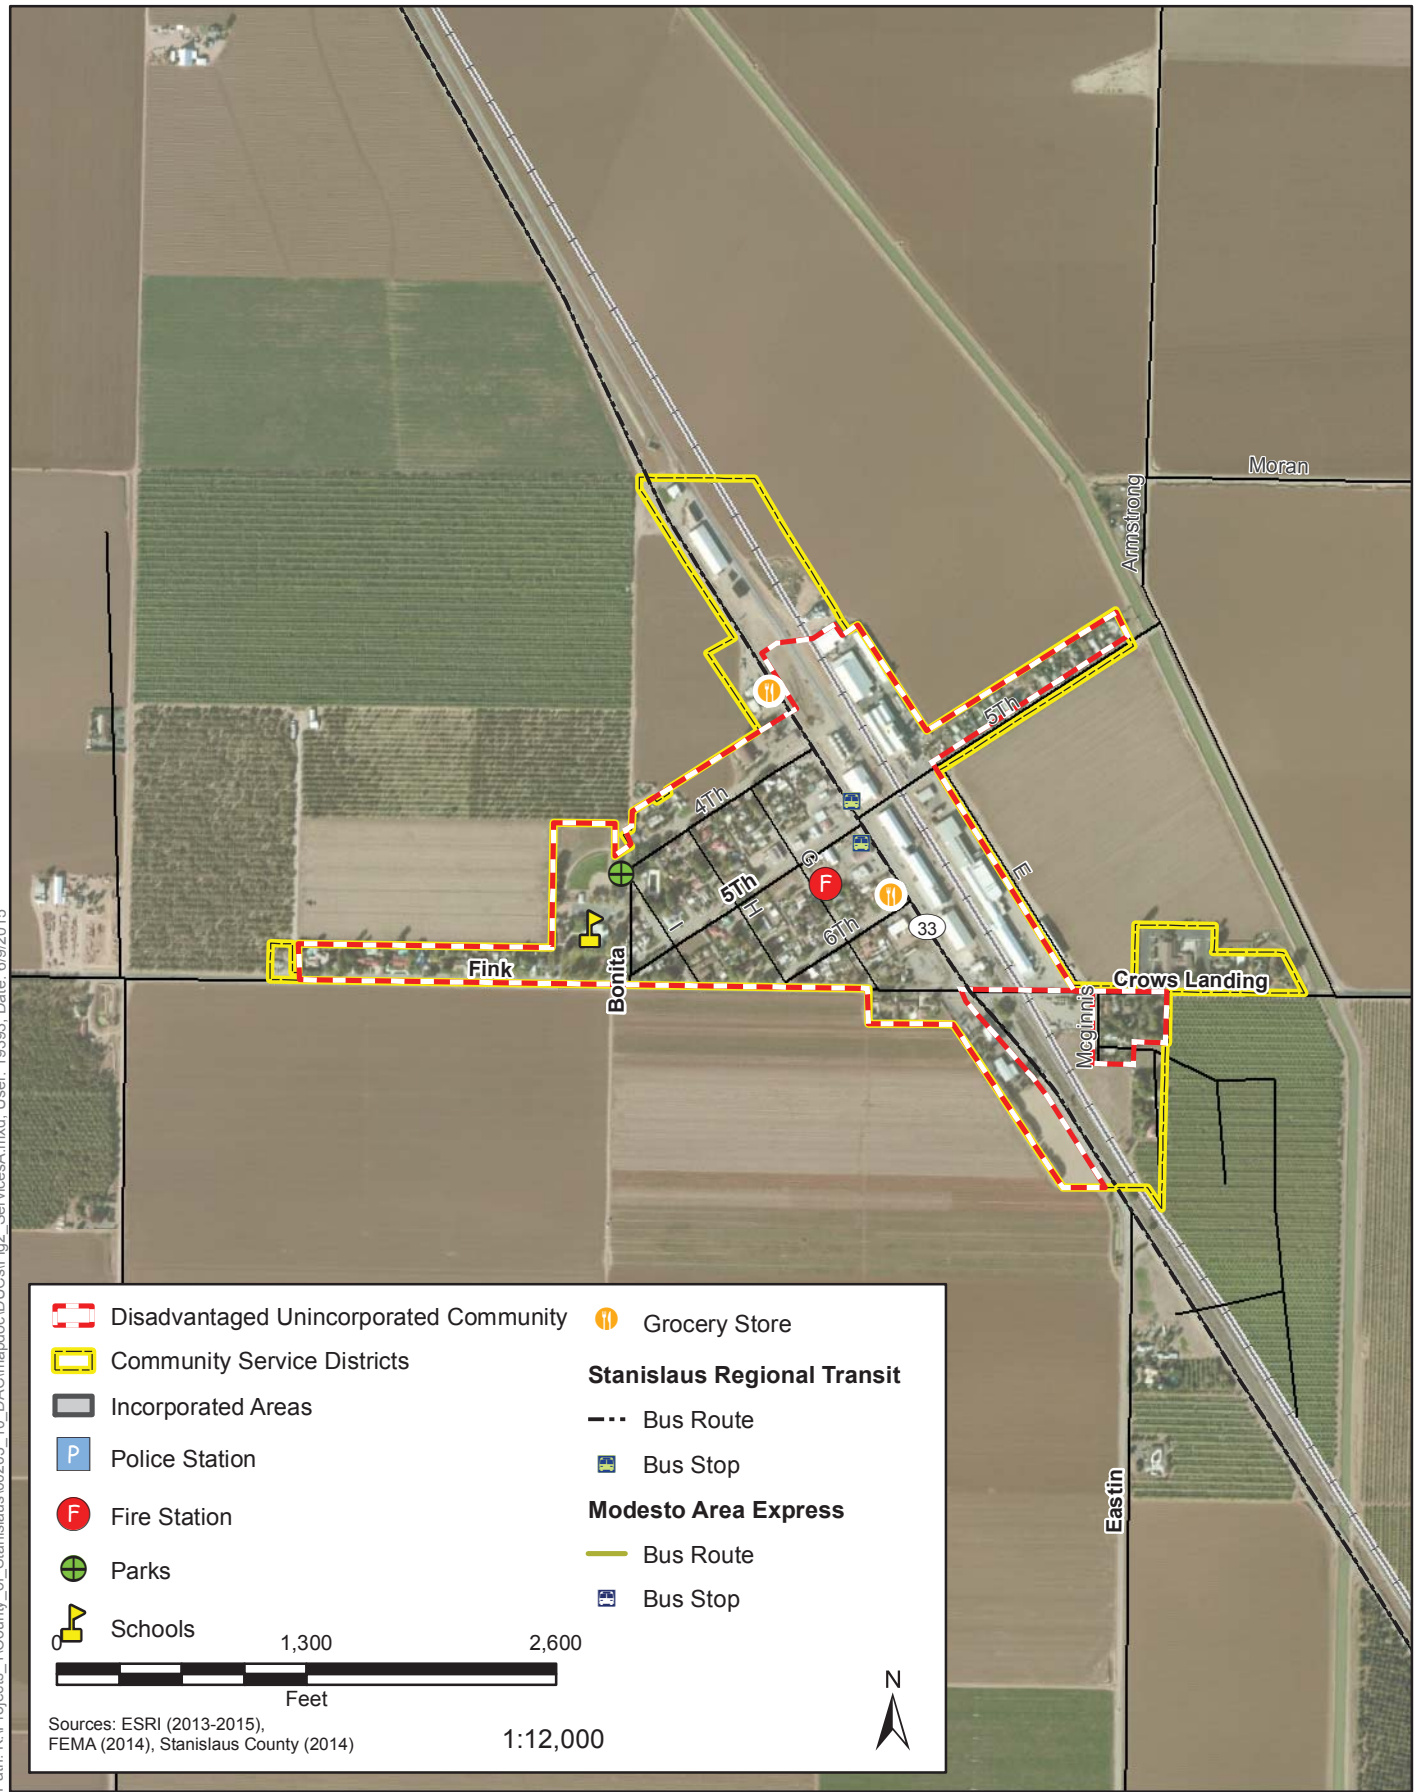 Moran
Armstrong
5Th
4Th
G
5Th
H
I
F
6Th
33
E
Fink
Bonita
Crows Landing
Mcginnis
Eastin
Disadvantaged Unincorporated Community
Community Service Districts
Incorporated Areas
P Police Station
F Fire Station
Parks
Schools
Grocery Store
Stanislaus Regional Transit
Bus Route
Bus Stop
Modesto Area Express
Bus Route
Bus Stop
0 1,300 2,600
Feet
Sources: ESRI (2013-2015),
FEMA (2014), Stanislaus County (2014)
1:12,000
N